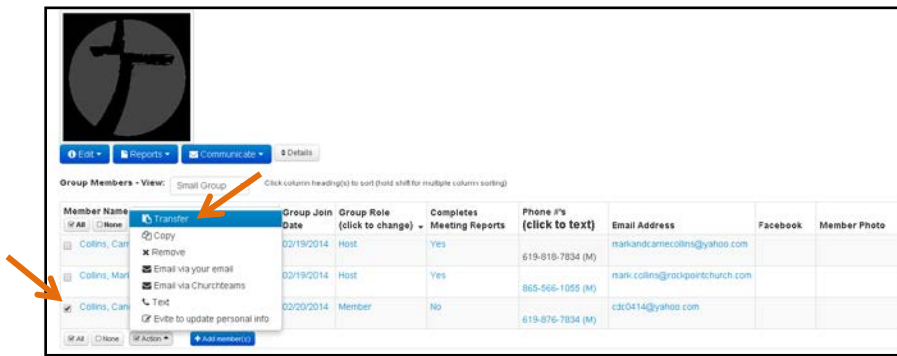 Edit Reports Communicate Details
Group Members - View: Small Group Click column heading(s) to sort (hold shift for multiple column sorting)
Member Name Group Join Date Group Role (click to change) Completes Meeting Reports Phone #'s (click to text) Email Address Facebook Member Photo
All None
Transfer
Copy
Remove
Email via your email
Email via Churchteams
Text
Evite to update personal info
Collins, 02/19/2014 Host Yes 619-818-7834 (M) markandcarriecollins@yahoo.com
Collins, 02/19/2014 Host Yes 865-566-1055 (M) mark.collins@rockpointchurch.com
Collins, 02/20/2014 Member No 619-876-7834 (M) cdc0414@yahoo.com
All None Action Add member(s)